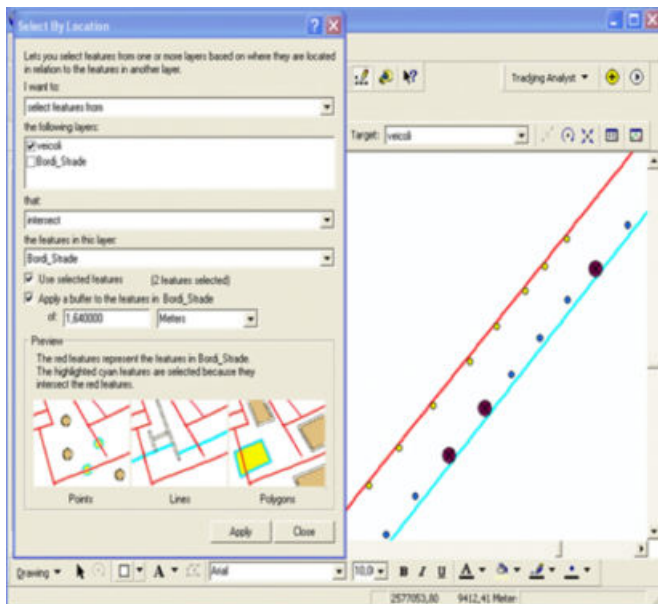 Select By Location
Lets you select features from one or more layers based on where they are located
in relation to the features in another layer.
I want to:
select features from
the following layers:
veicoli
Bordi_Strade
that:
intersect
the features in this layer:
Bordi_Strade
Use selected features (2 features selected)
Apply a buffer to the features in Bordi_Strade
of: 1,640000 Meters
Preview
The red features represent the features in Bordi_Strade.
The highlighted cyan features are selected because they
intersect the red features.
Points Lines Polygons
Apply Close
Tracking Analyst
Target: veicoli
Drawing A Arial 10,0 B I U A
2577053,80 9412,41 Meter